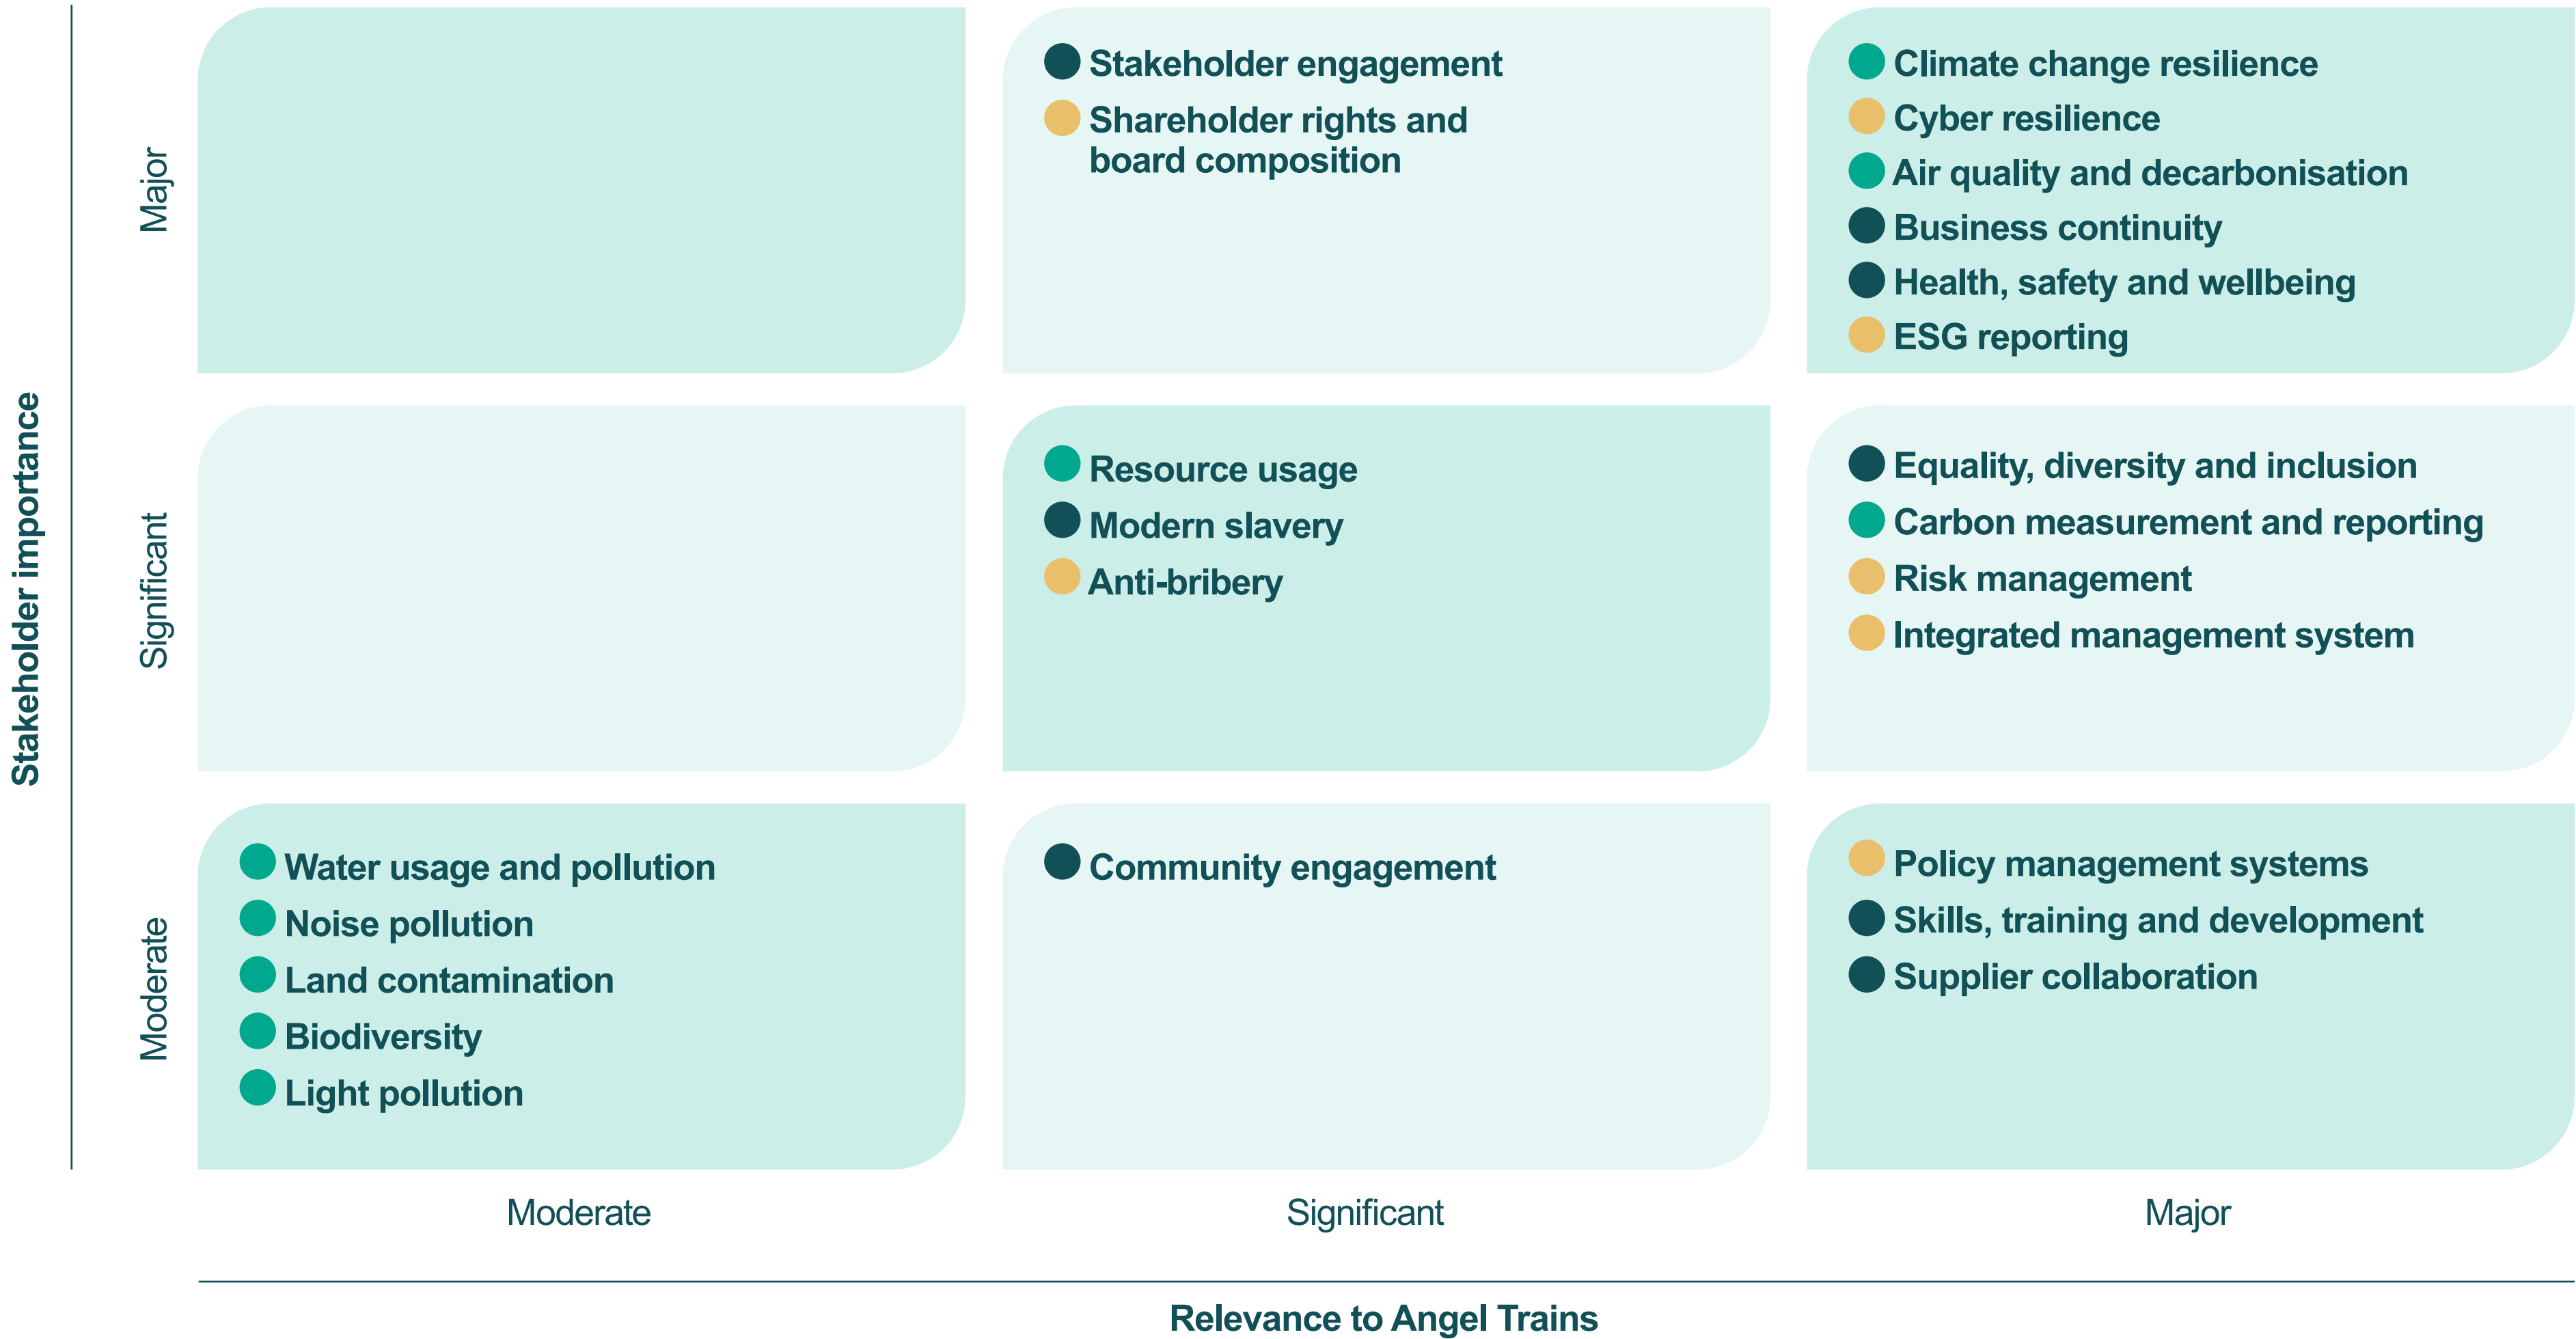 Stakeholder importance
Major
Stakeholder engagement
Shareholder rights and
board composition
Climate change resilience
Cyber resilience
Air quality and decarbonisation
Business continuity
Health, safety and wellbeing
ESG reporting
Significant
Resource usage
Modern slavery
Anti-bribery
Equality, diversity and inclusion
Carbon measurement and reporting
Risk management
Integrated management system
Moderate
Water usage and pollution
Noise pollution
Land contamination
Biodiversity
Light pollution
Community engagement
Policy management systems
Skills, training and development
Supplier collaboration
Moderate
Significant
Major
Relevance to Angel Trains